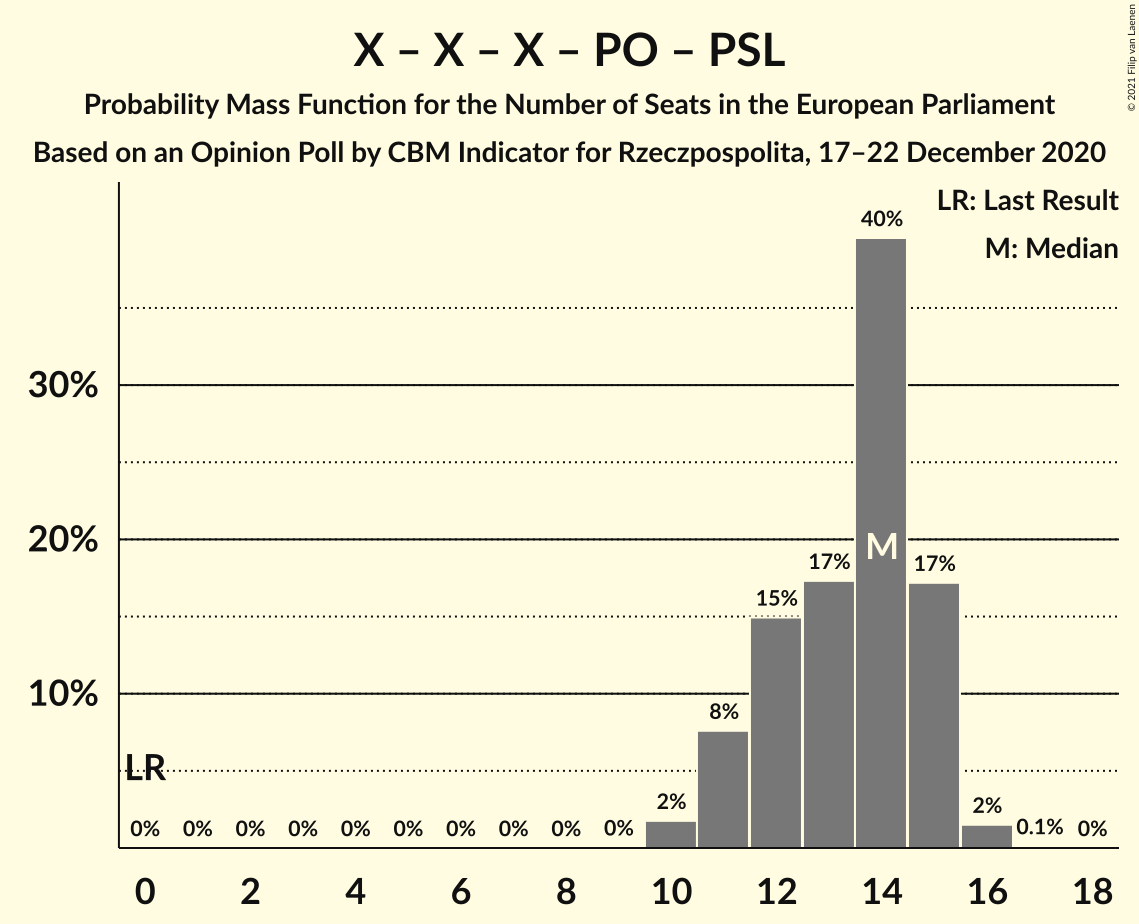 X – X – X – PO – PSL
Probability Mass Function for the Number of Seats in the European Parliament
Based on an Opinion Poll by CBM Indicator for Rzeczpospolita, 17–22 December 2020
© 2021 Filip van Laenen
LR: Last Result
M: Median
40%
30%
20%
10%
M
17%
17%
15%
8%
LR
0% 0% 0% 0% 0% 0% 0% 0% 0% 0% 2% 2% 0.1% 0%
0 2 4 6 8 10 12 14 16 18